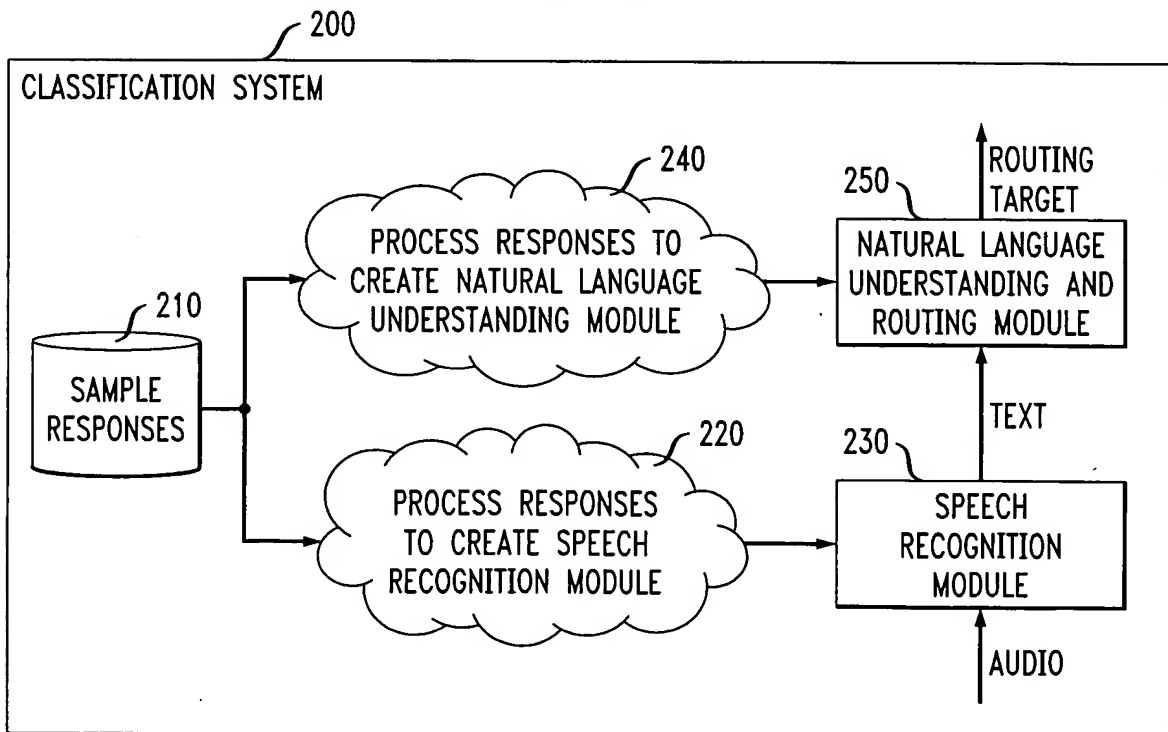 200
CLASSIFICATION SYSTEM
240
PROCESS RESPONSES TO
CREATE NATURAL LANGUAGE
UNDERSTANDING MODULE
ROUTING
TARGET
250
NATURAL LANGUAGE
UNDERSTANDING AND
ROUTING MODULE
210
SAMPLE
RESPONSES
TEXT
220
PROCESS RESPONSES
TO CREATE SPEECH
RECOGNITION MODULE
230
SPEECH
RECOGNITION
MODULE
AUDIO